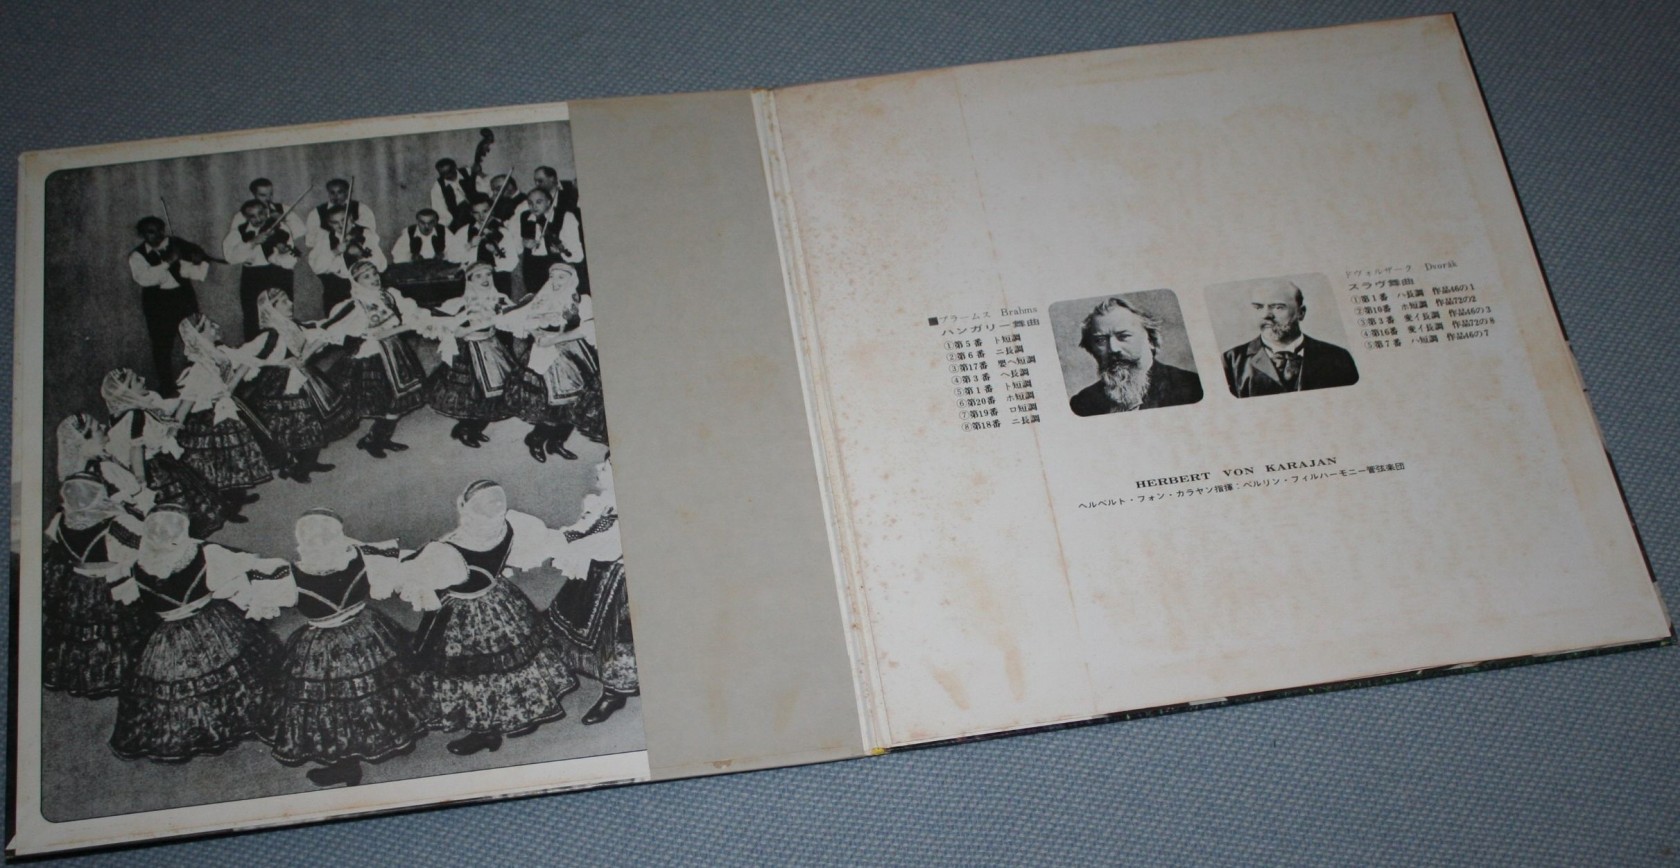 ■ブラームス Brahms
ハンガリー舞曲
①第5番 ト短調
②第6番 ニ長調
③第17番 嬰ヘ短調
④第3番 ヘ長調
⑤第1番 ト短調
⑥第20番 ホ短調
⑦第19番 ロ短調
⑧第18番 ニ長調
ドヴォルザーク Dvorák
スラヴ舞曲
①第1番 ハ長調 作品46の1
②第10番 ホ短調 作品72の2
③第3番 変イ長調 作品46の3
④第16番 変イ長調 作品72の8
⑤第7番 ハ短調 作品46の7
HERBERT VON KARAJAN
ヘルベルト・フォン・カラヤン指揮：ベルリン・フィルハーモニー管弦楽団